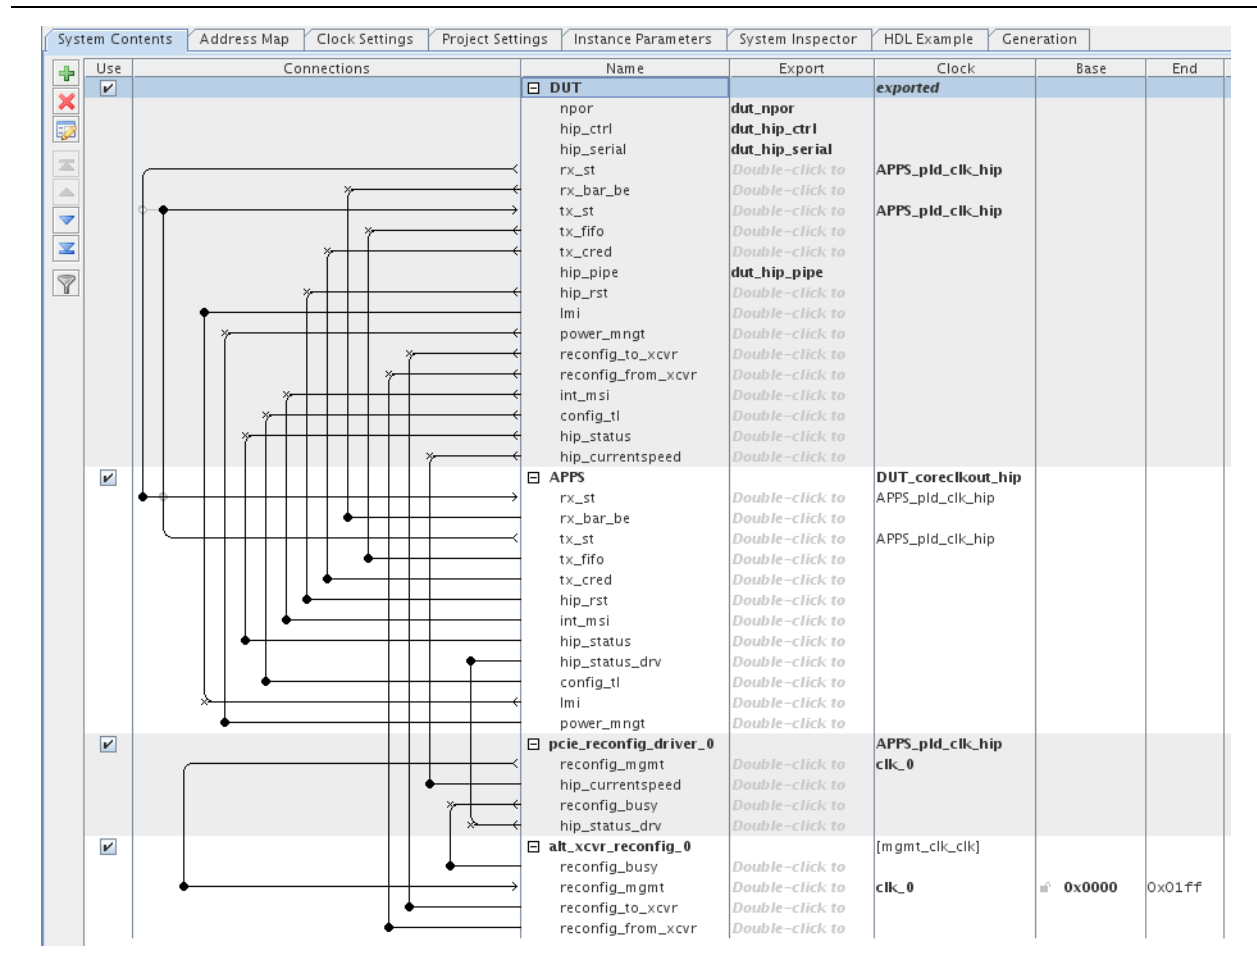 System Contents Address Map Clock Settings Project Settings Instance Parameters System Inspector HDL Example Generation
Use Connections Name Export Clock Base End
DUT exported
npor dut_npor
hip_ctrl dut_hip_ctrl
hip_serial dut_hip_serial
rx_st Double-click to APPS_pld_clk_hip
rx_bar_be Double-click to
tx_st Double-click to APPS_pld_clk_hip
tx_fifo Double-click to
tx_cred Double-click to
hip_pipe dut_hip_pipe
hip_rst Double-click to
lmi Double-click to
power_mngt Double-click to
reconfig_to_xcvr Double-click to
reconfig_from_xcvr Double-click to
int_msi Double-click to
config_tl Double-click to
hip_status Double-click to
hip_currentspeed Double-click to
APPS DUT_coreclkout_hip
rx_st Double-click to APPS_pld_clk_hip
rx_bar_be Double-click to
tx_st Double-click to APPS_pld_clk_hip
tx_fifo Double-click to
tx_cred Double-click to
hip_rst Double-click to
int_msi Double-click to
hip_status Double-click to
hip_status_drv Double-click to
config_tl Double-click to
lmi Double-click to
power_mngt Double-click to
pcie_reconfig_driver_0 APPS_pld_clk_hip
reconfig_mgmt Double-click to clk_0
hip_currentspeed Double-click to
reconfig_busy Double-click to
hip_status_drv Double-click to
alt_xcvr_reconfig_0 [mgmt_clk_clk]
reconfig_busy Double-click to
reconfig_mgmt Double-click to clk_0 0x0000 0x01ff
reconfig_to_xcvr Double-click to
reconfig_from_xcvr Double-click to